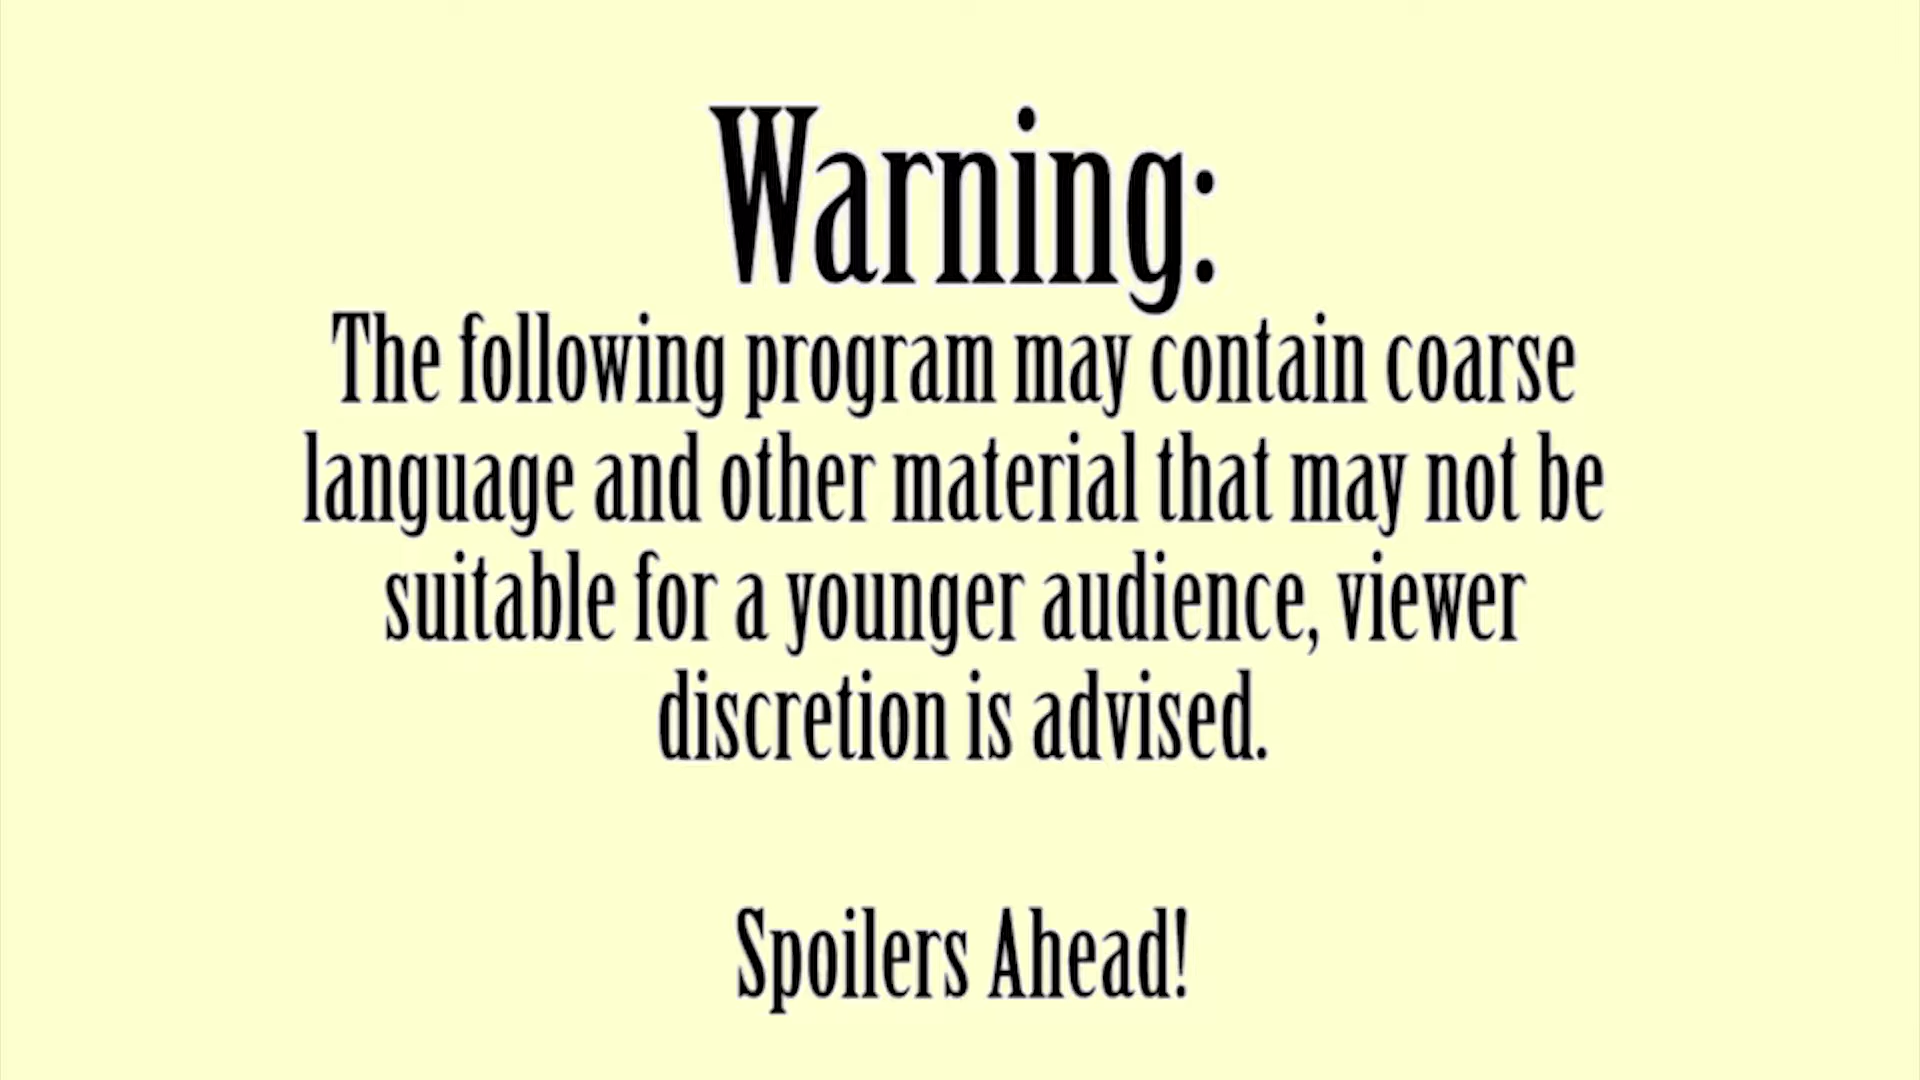 Warning:
The following program may contain coarse
language and other material that may not be
suitable for a younger audience, viewer
discretion is advised.
Spoilers Ahead!